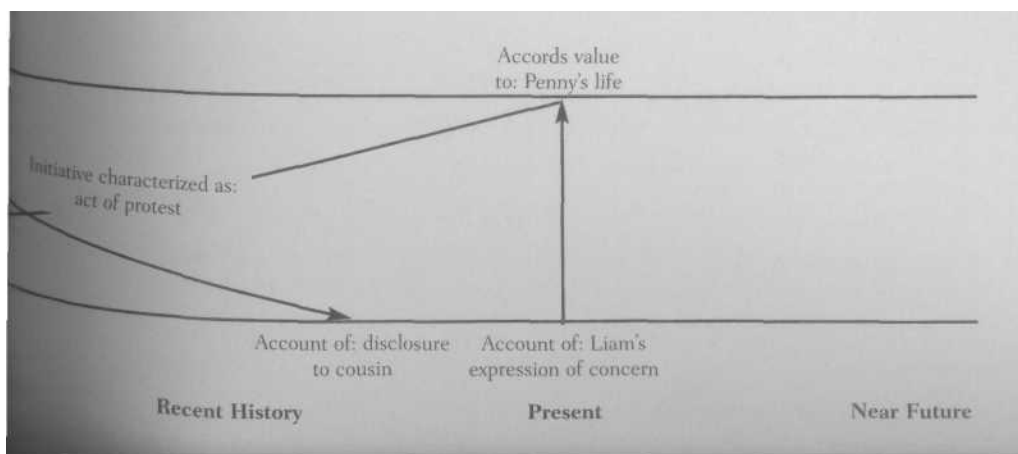 Accords value
to: Penny's life
Initiative characterized as:
act of protest
Account of: disclosure
to cousin
Account of: Liam's
expression of concern
Recent History
Present
Near Future